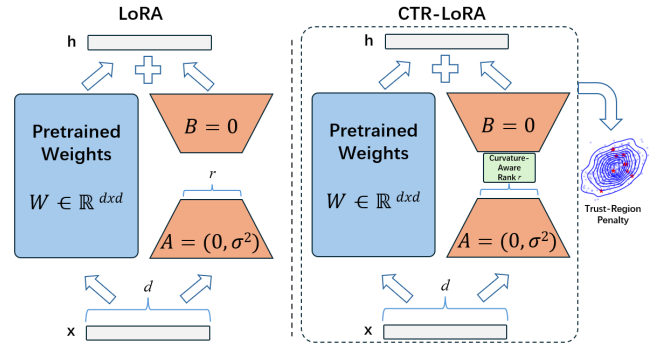 LoRA
h
Pretrained
Weights
W ∈ ℝ dxd
B = 0
r
A = (0, σ²)
d
x
CTR-LoRA
h
Pretrained
Weights
W ∈ ℝ dxd
B = 0
Curvature-
Aware
Rank r
A = (0, σ²)
d
x
Trust-Region
Penalty